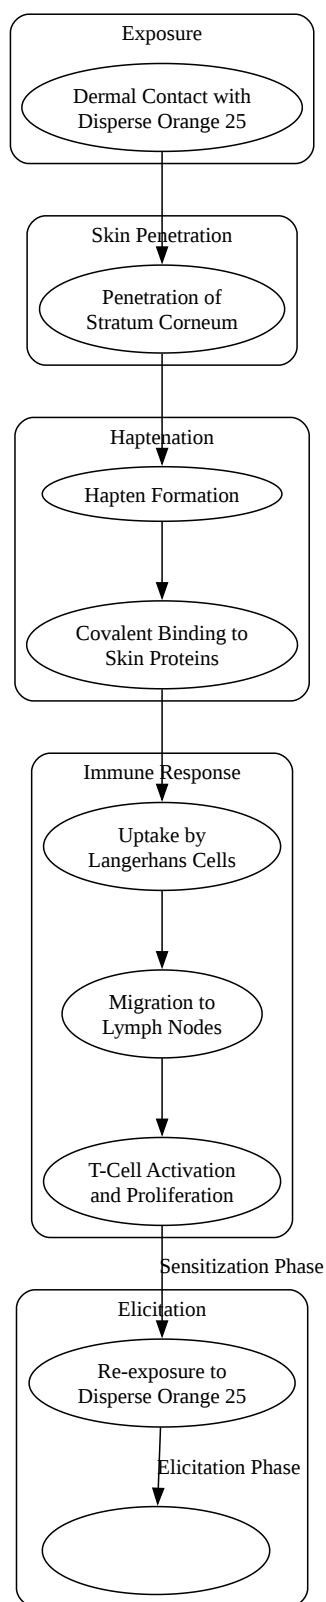 Exposure
Dermal Contact with
Disperse Orange 25
Skin Penetration
Penetration of
Stratum Corneum
Haptenation
Hapten Formation
Covalent Binding to
Skin Proteins
Immune Response
Uptake by
Langerhans Cells
Migration to
Lymph Nodes
T-Cell Activation
and Proliferation
Sensitization Phase
Elicitation
Re-exposure to
Disperse Orange 25
Elicitation Phase